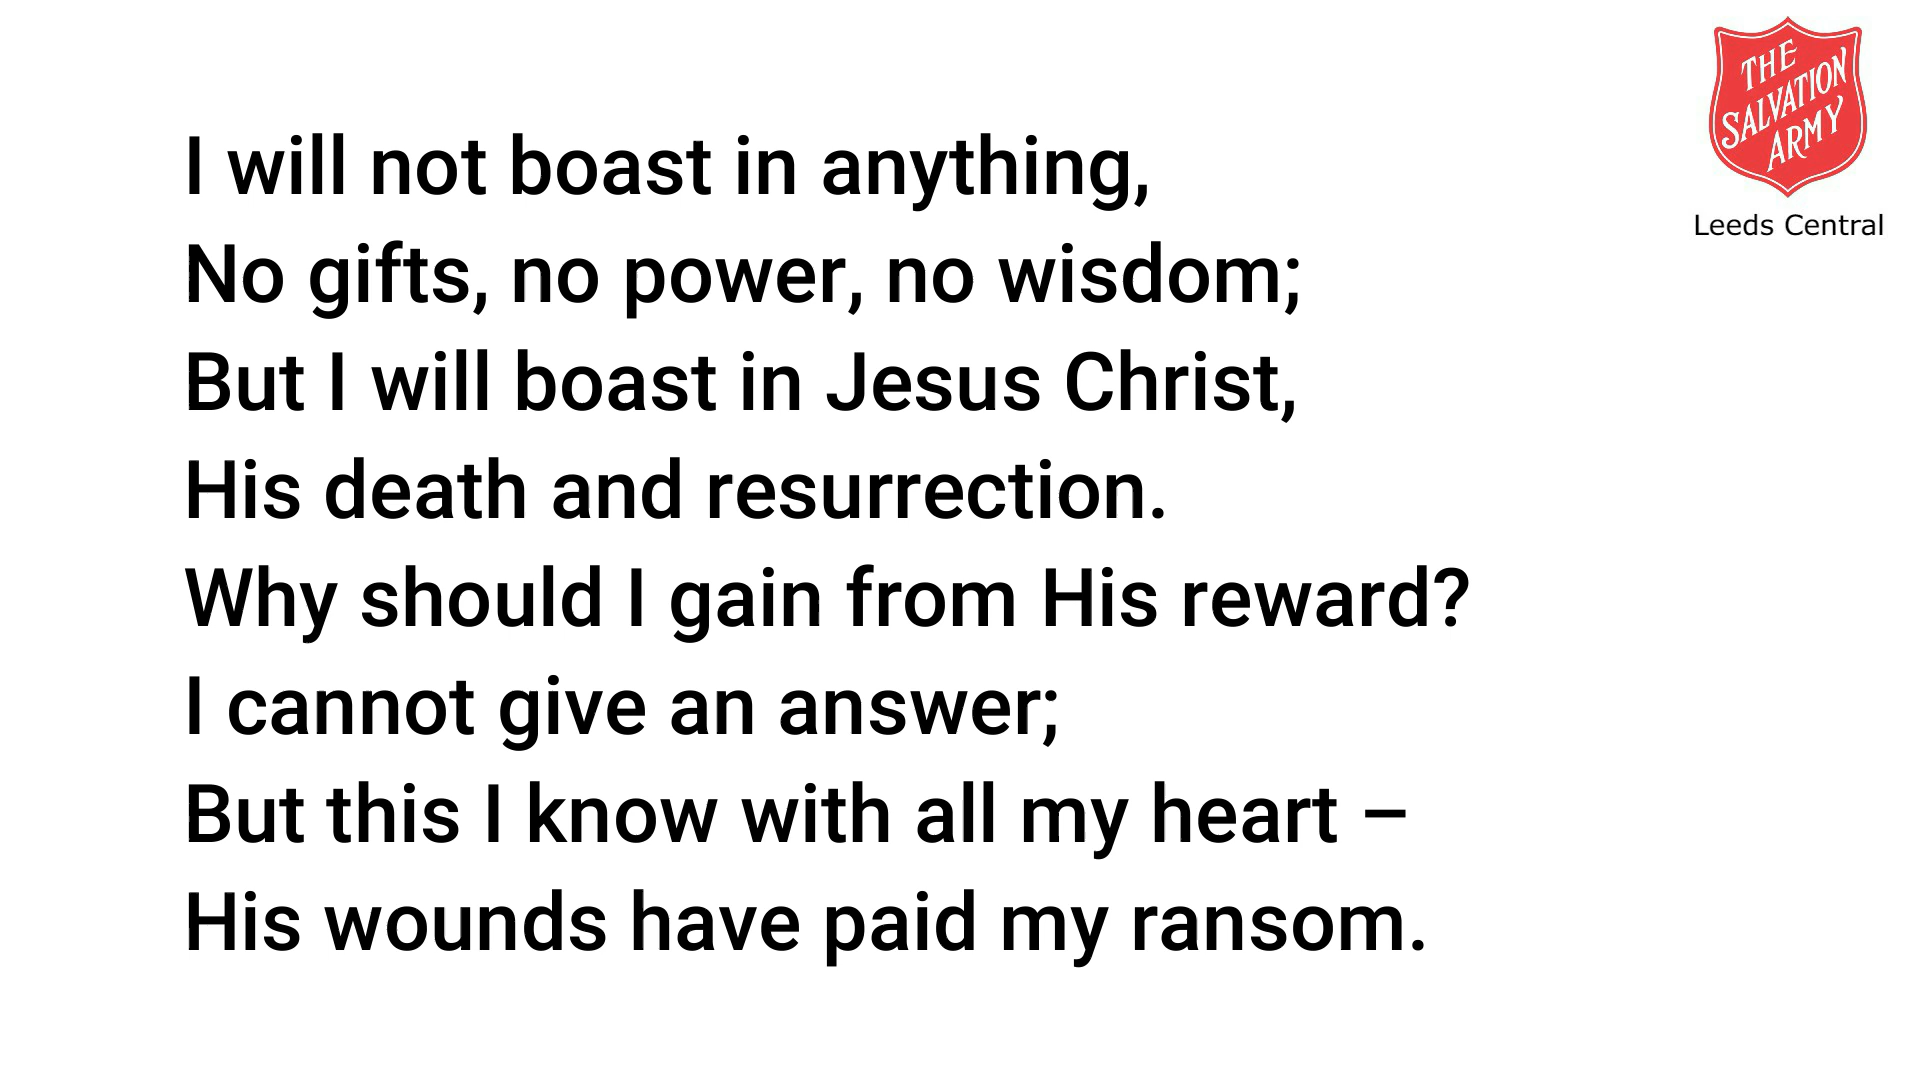 I will not boast in anything,
No gifts, no power, no wisdom;
But I will boast in Jesus Christ,
His death and resurrection.
Why should I gain from His reward?
I cannot give an answer;
But this I know with all my heart –
His wounds have paid my ransom.
THE
SALVATION
ARMY
Leeds Central